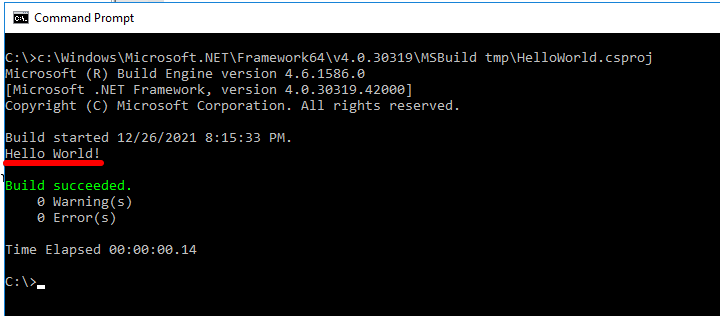 Command Prompt
C:\>c:\Windows\Microsoft.NET\Framework64\v4.0.30319\MSBuild tmp\HelloWorld.csproj
Microsoft (R) Build Engine version 4.6.1586.0
[Microsoft .NET Framework, version 4.0.30319.42000]
Copyright (C) Microsoft Corporation. All rights reserved.
Build started 12/26/2021 8:15:33 PM.
Hello World!
Build succeeded.
0 Warning(s)
0 Error(s)
Time Elapsed 00:00:00.14
C:\>